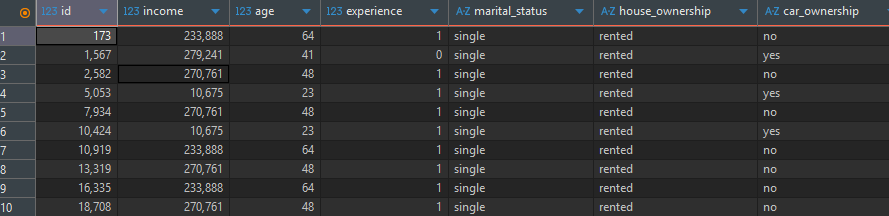 123 id 123 income 123 age 123 experience A-Z marital_status A-Z house_ownership A-Z car_ownership
1 173 233,888 64 1 single rented no
2 1,567 279,241 41 0 single rented yes
3 2,582 270,761 48 1 single rented no
4 5,053 10,675 23 1 single rented yes
5 7,934 270,761 48 1 single rented no
6 10,424 10,675 23 1 single rented yes
7 10,919 233,888 64 1 single rented no
8 13,319 270,761 48 1 single rented no
9 16,335 233,888 64 1 single rented no
10 18,708 270,761 48 1 single rented no